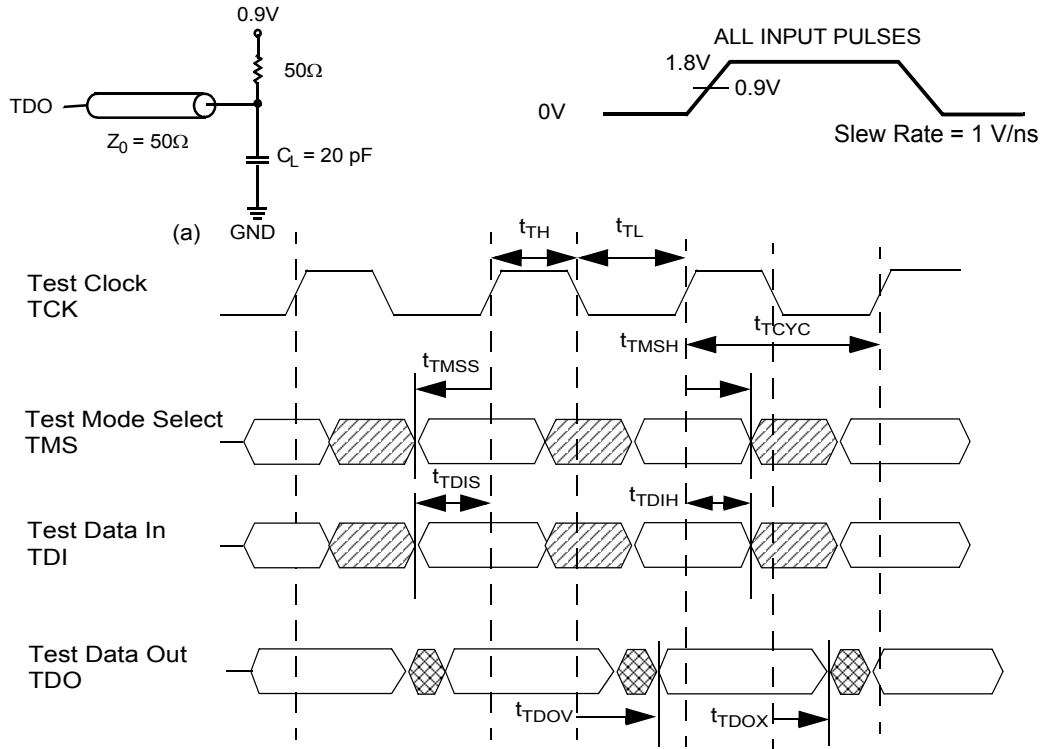 0.9V
50Ω
TDO
Z0 = 50Ω
CL = 20 pF
(a)
GND
ALL INPUT PULSES
1.8V
0.9V
0V
Slew Rate = 1 V/ns
tTH
tTL
Test Clock
TCK
tTCYC
tTMSH
tTMSS
Test Mode Select
TMS
tTDIS
tTDIH
Test Data In
TDI
Test Data Out
TDO
tTDOV
tTDOX